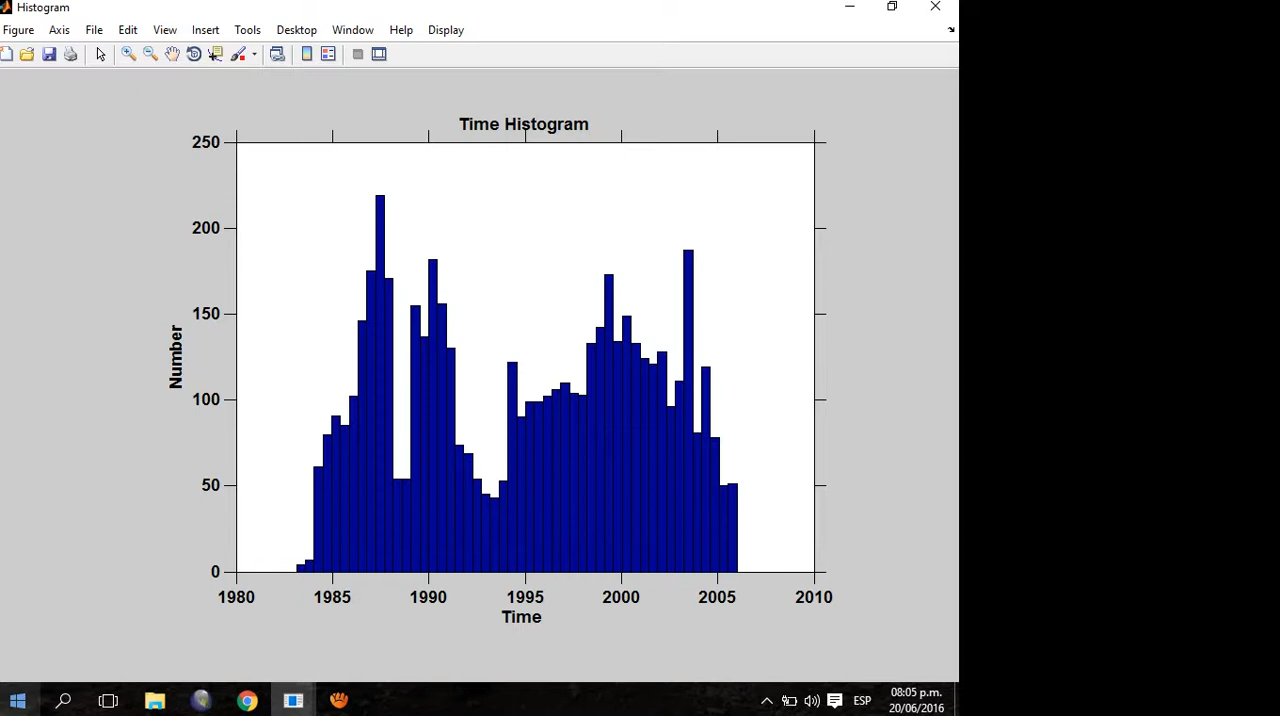 Histogram
Figure Axis File Edit View Insert Tools Desktop Window Help Display
Time Histogram
250
200
150
100
50
0
Number
1980 1985 1990 1995 2000 2005 2010
Time
ESP
08:05 p.m.
20/06/2016